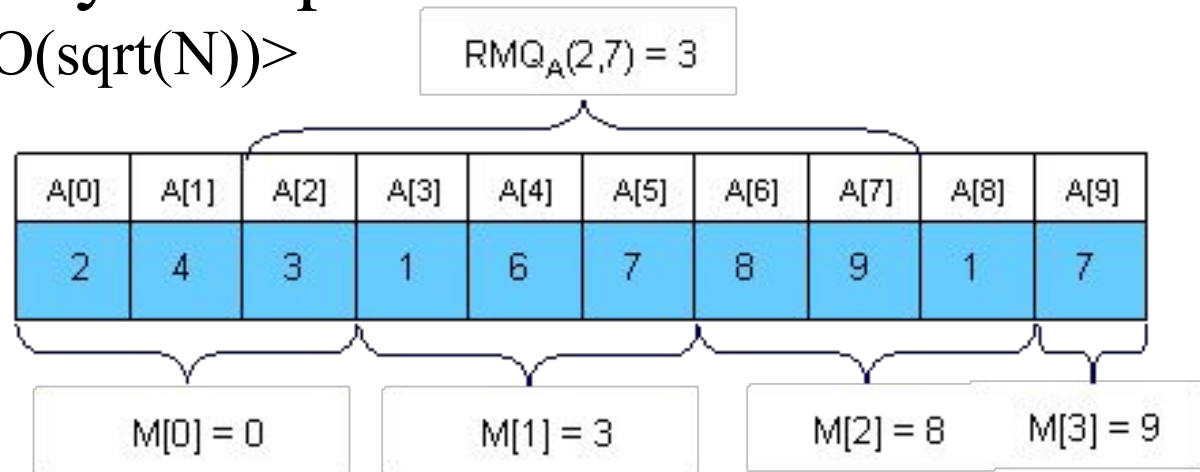 O(sqrt(N))>
RMQA(2,7) = 3
A[0] A[1] A[2] A[3] A[4] A[5] A[6] A[7] A[8] A[9]
2 4 3 1 6 7 8 9 1 7
M[0] = 0 M[1] = 3 M[2] = 8 M[3] = 9